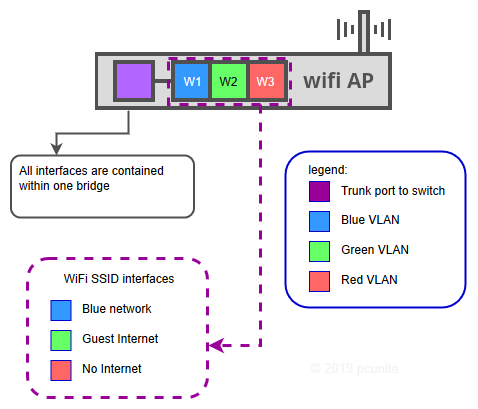 W1 W2 W3 wifi AP
All interfaces are contained
within one bridge
legend:
Trunk port to switch
Blue VLAN
Green VLAN
Red VLAN
WiFi SSID interfaces
Blue network
Guest Internet
No Internet
© 2019 pcunite